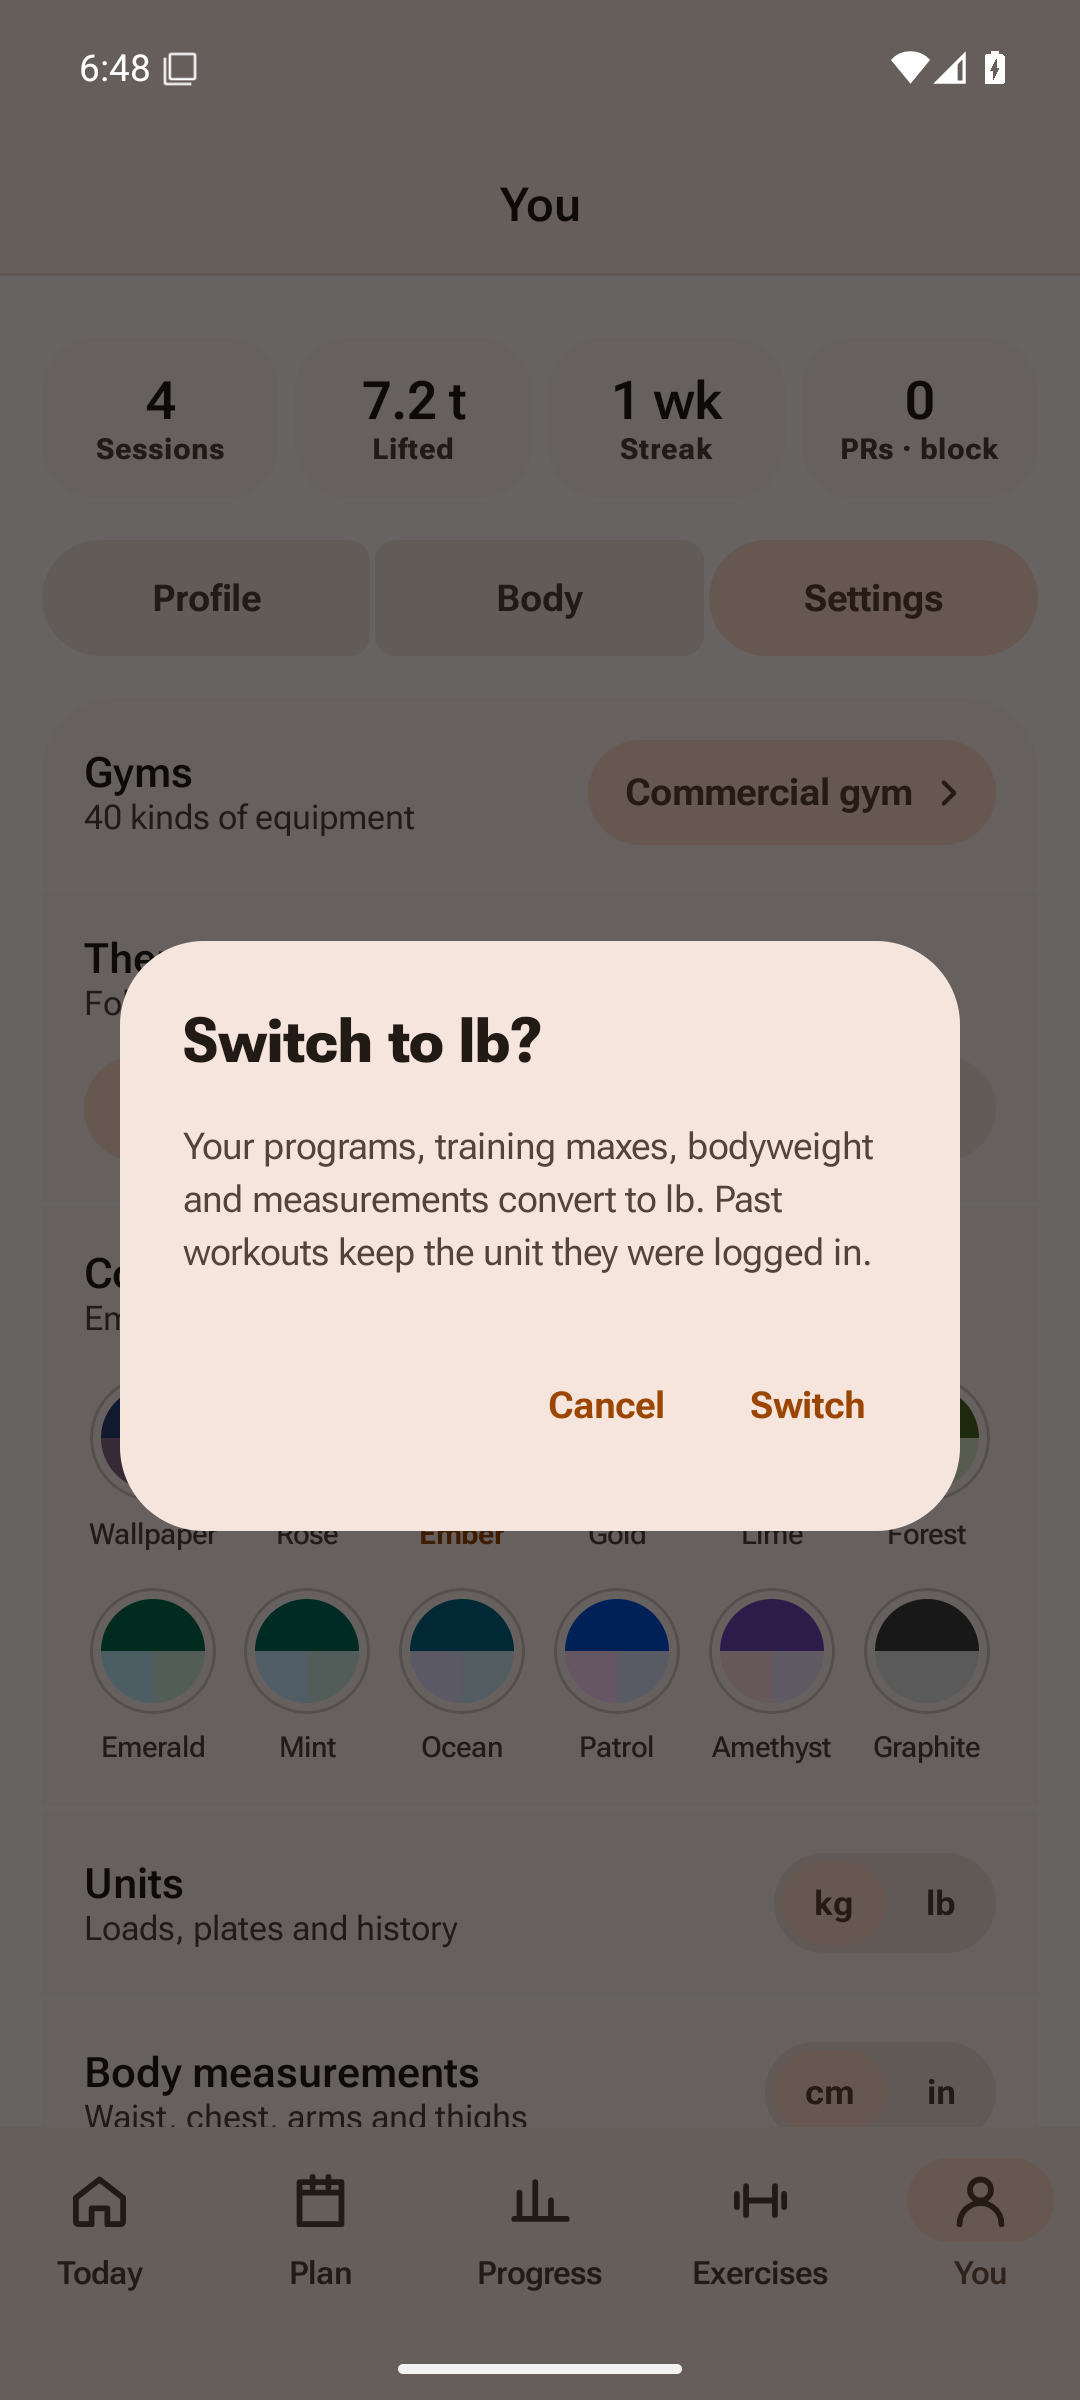 6:48
You
4
Sessions
7.2 t
Lifted
1 wk
Streak
0
PRs · block
Profile
Body
Settings
Gyms
40 kinds of equipment
Commercial gym
Switch to lb?
Your programs, training maxes, bodyweight
and measurements convert to lb. Past
workouts keep the unit they were logged in.
Cancel
Switch
Wallpaper
Rose
Ember
Gold
Lime
Forest
Emerald
Mint
Ocean
Patrol
Amethyst
Graphite
Units
Loads, plates and history
kg
lb
Body measurements
Waist, chest, arms and thighs
cm
in
Today
Plan
Progress
Exercises
You